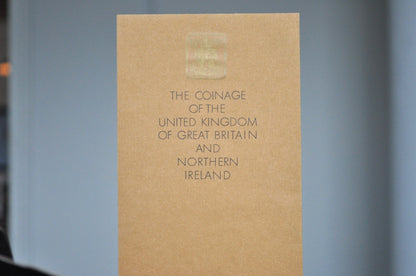 THE COINAGE
OF THE
UNITED KINGDOM
OF GREAT BRITAIN
AND
NORTHERN
IRELAND